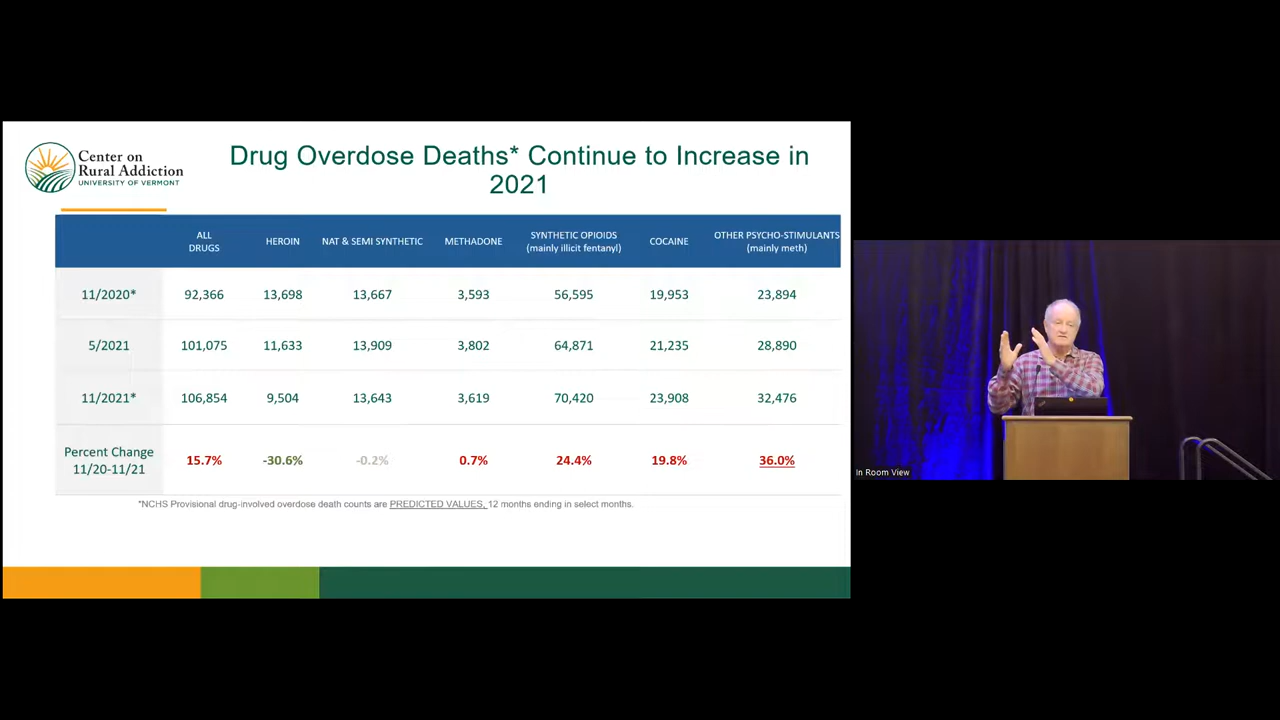 Center on
Rural Addiction
UNIVERSITY OF VERMONT
Drug Overdose Deaths* Continue to Increase in
2021
ALL
DRUGS
HEROIN
NAT & SEMI SYNTHETIC
METHADONE
SYNTHETIC OPIOIDS
(mainly illicit fentanyl)
COCAINE
OTHER PSYCHO-STIMULANTS
(mainly meth)
11/2020* 92,366 13,698 13,667 3,593 56,595 19,953 23,894
5/2021 101,075 11,633 13,909 3,802 64,871 21,235 28,890
11/2021* 106,854 9,504 13,643 3,619 70,420 23,908 32,476
Percent Change
11/20-11/21
15.7% -30.6% -0.2% 0.7% 24.4% 19.8% 36.0%
*NCHS Provisional drug-involved overdose death counts are PREDICTED VALUES, 12 months ending in select months.
In Room View